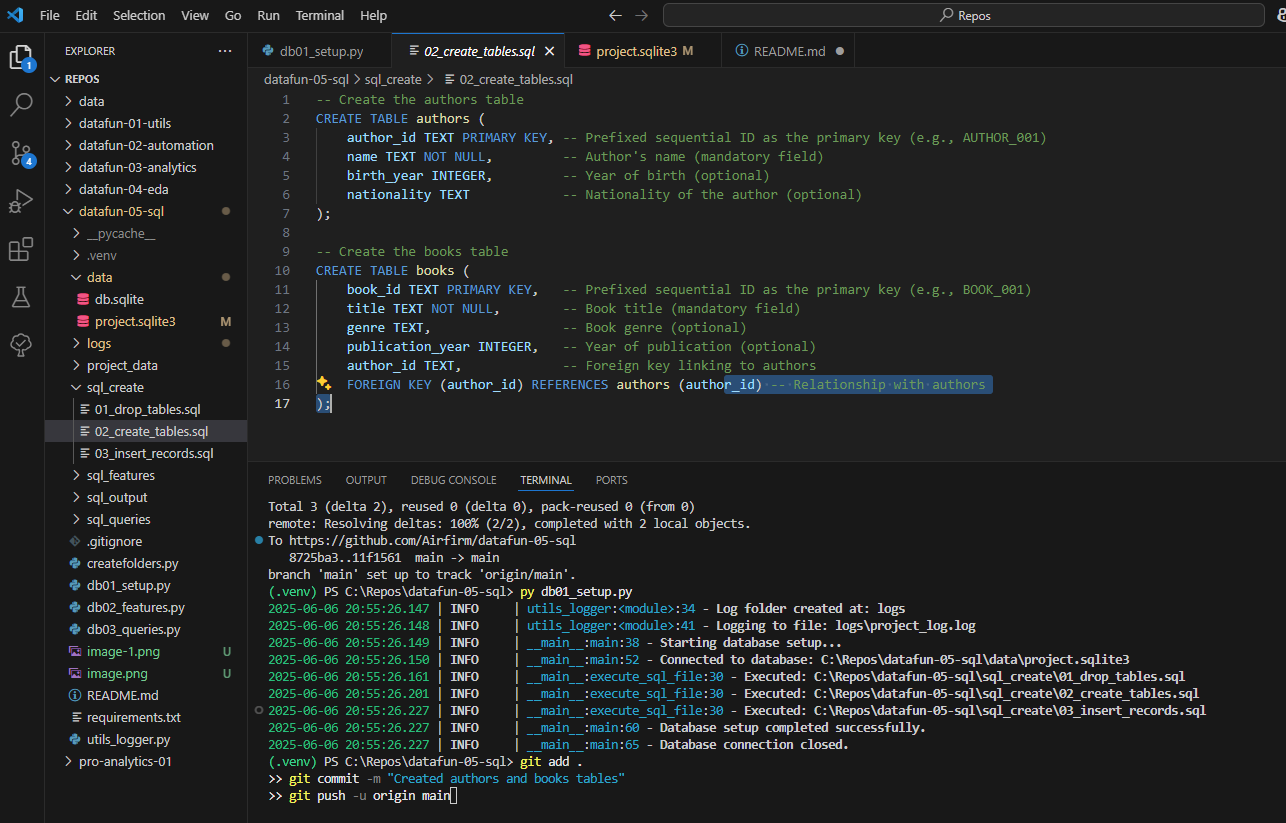 File Edit Selection View Go Run Terminal Help
Repos
EXPLORER
REPOS
data
datafun-01-utils
datafun-02-automation
datafun-03-analytics
datafun-04-eda
datafun-05-sql
__pycache__
.venv
data
db.sqlite
project.sqlite3 M
logs
project_data
sql_create
01_drop_tables.sql
02_create_tables.sql
03_insert_records.sql
sql_features
sql_output
sql_queries
.gitignore
createfolders.py
db01_setup.py
db02_features.py
db03_queries.py
image-1.png U
image.png U
README.md
requirements.txt
utils_logger.py
pro-analytics-01
1
4
db01_setup.py 02_create_tables.sql project.sqlite3 M README.md
datafun-05-sql > sql_create > 02_create_tables.sql
1 -- Create the authors table
2 CREATE TABLE authors (
3 author_id TEXT PRIMARY KEY, -- Prefixed sequential ID as the primary key (e.g., AUTHOR_001)
4 name TEXT NOT NULL, -- Author's name (mandatory field)
5 birth_year INTEGER, -- Year of birth (optional)
6 nationality TEXT -- Nationality of the author (optional)
7 );
8
9 -- Create the books table
10 CREATE TABLE books (
11 book_id TEXT PRIMARY KEY, -- Prefixed sequential ID as the primary key (e.g., BOOK_001)
12 title TEXT NOT NULL, -- Book title (mandatory field)
13 genre TEXT, -- Book genre (optional)
14 publication_year INTEGER, -- Year of publication (optional)
15 author_id TEXT, -- Foreign key linking to authors
16 FOREIGN KEY (author_id) REFERENCES authors (author_id) -- Relationship with authors
17 );
PROBLEMS OUTPUT DEBUG CONSOLE TERMINAL PORTS
Total 3 (delta 2), reused 0 (delta 0), pack-reused 0 (from 0)
remote: Resolving deltas: 100% (2/2), completed with 2 local objects.
To https://github.com/Airfirm/datafun-05-sql
8725ba3..11f1561 main -> main
branch 'main' set up to track 'origin/main'.
(.venv) PS C:\Repos\datafun-05-sql> py db01_setup.py
2025-06-06 20:55:26.147 | INFO | utils_logger:<module>:34 - Log folder created at: logs
2025-06-06 20:55:26.148 | INFO | utils_logger:<module>:41 - Logging to file: logs\project_log.log
2025-06-06 20:55:26.149 | INFO | __main__:main:38 - Starting database setup...
2025-06-06 20:55:26.150 | INFO | __main__:main:52 - Connected to database: C:\Repos\datafun-05-sql\data\project.sqlite3
2025-06-06 20:55:26.161 | INFO | __main__:execute_sql_file:30 - Executed: C:\Repos\datafun-05-sql\sql_create\01_drop_tables.sql
2025-06-06 20:55:26.201 | INFO | __main__:execute_sql_file:30 - Executed: C:\Repos\datafun-05-sql\sql_create\02_create_tables.sql
2025-06-06 20:55:26.227 | INFO | __main__:execute_sql_file:30 - Executed: C:\Repos\datafun-05-sql\sql_create\03_insert_records.sql
2025-06-06 20:55:26.227 | INFO | __main__:main:60 - Database setup completed successfully.
2025-06-06 20:55:26.227 | INFO | __main__:main:65 - Database connection closed.
(.venv) PS C:\Repos\datafun-05-sql> git add .
>> git commit -m "Created authors and books tables"
>> git push -u origin main